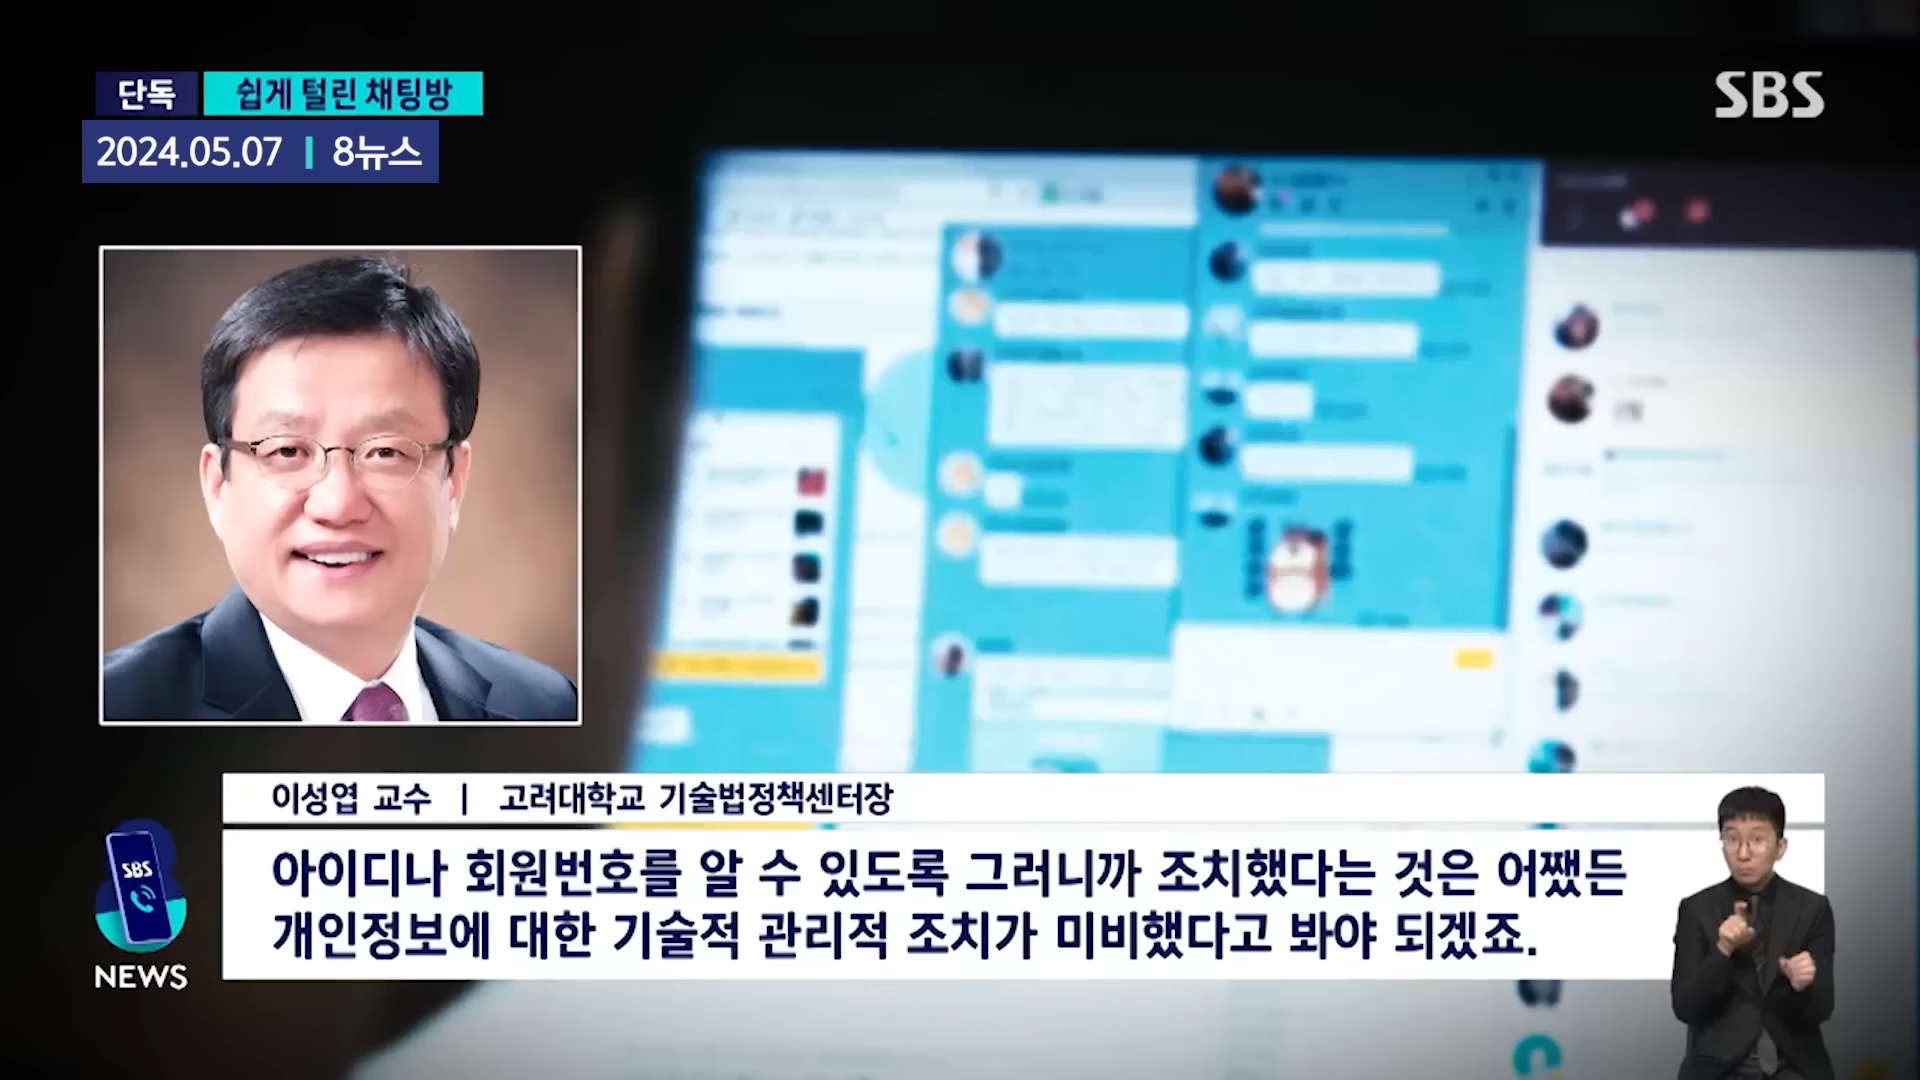 단독 쉽게 털린 채팅방
SBS
2024.05.07 | 8뉴스
이성엽 교수 | 고려대학교 기술법정책센터장
아이디나 회원번호를 알 수 있도록 그러니까 조치했다는 것은 어쨌든
개인정보에 대한 기술적 관리적 조치가 미비했다고 봐야 되겠죠.
SBS
NEWS